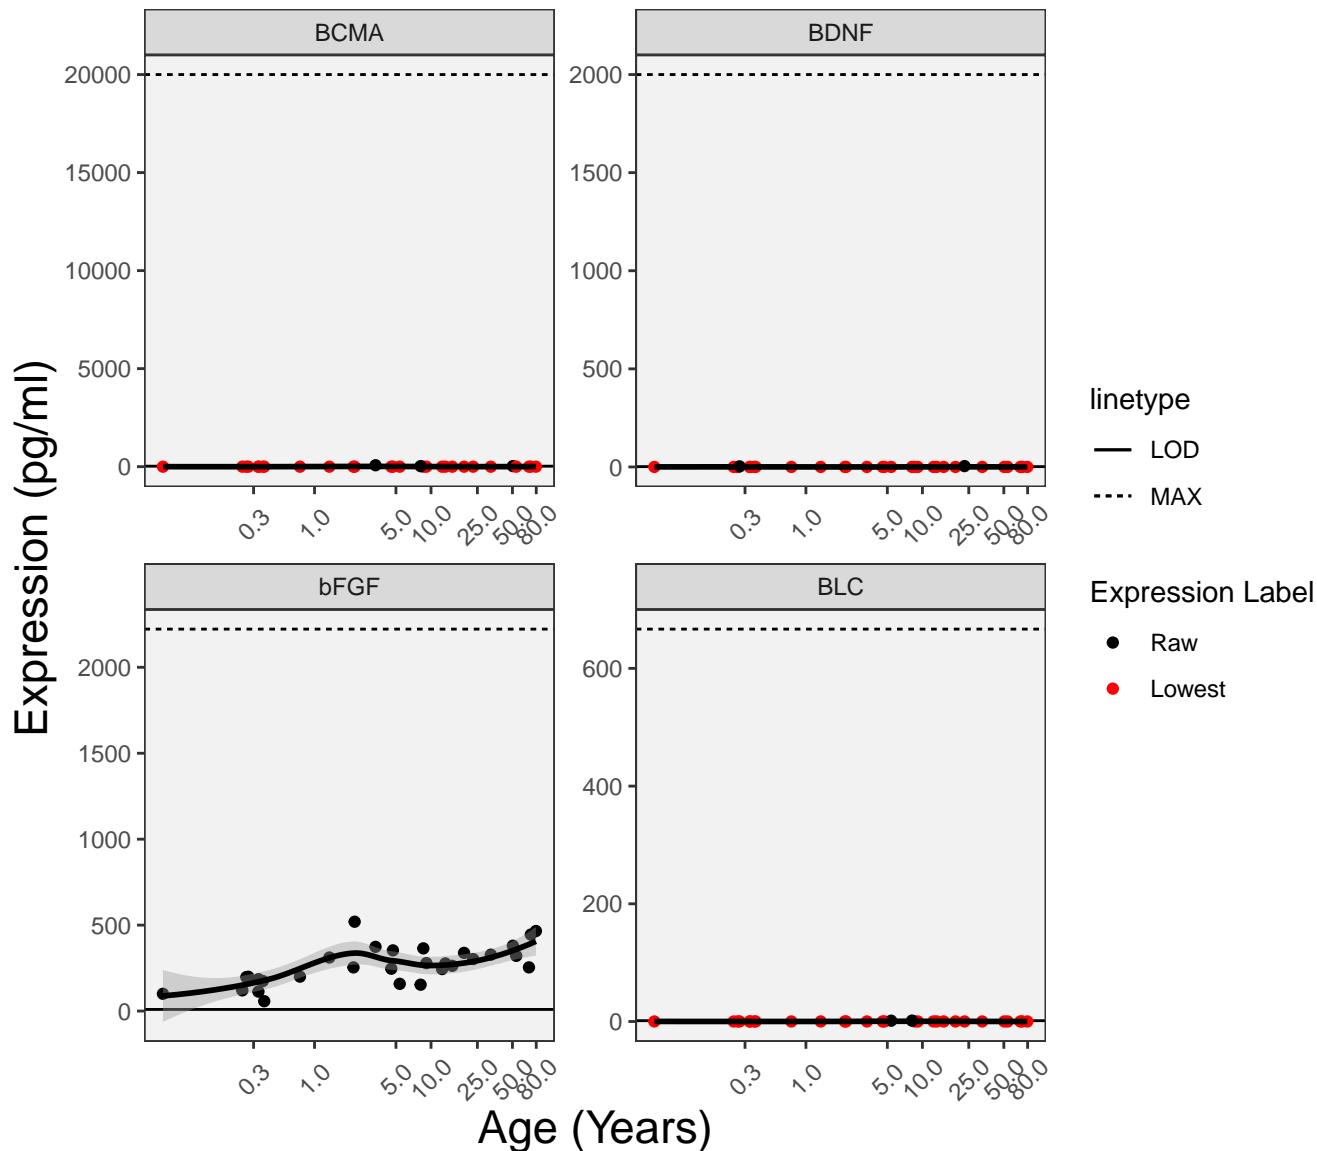 BCMA
BDNF
20000
15000
10000
5000
0
2000
1500
1000
500
0
0.3 1.0 5.0 10.0 25.0 50.0 80.0
0.3 1.0 5.0 10.0 25.0 50.0 80.0
bFGF
BLC
2000
1500
1000
500
0
600
400
200
0
0.3 1.0 5.0 10.0 25.0 50.0 80.0
0.3 1.0 5.0 10.0 25.0 50.0 80.0
Expression (pg/ml)
Age (Years)
linetype
LOD
MAX
Expression Label
Raw
Lowest